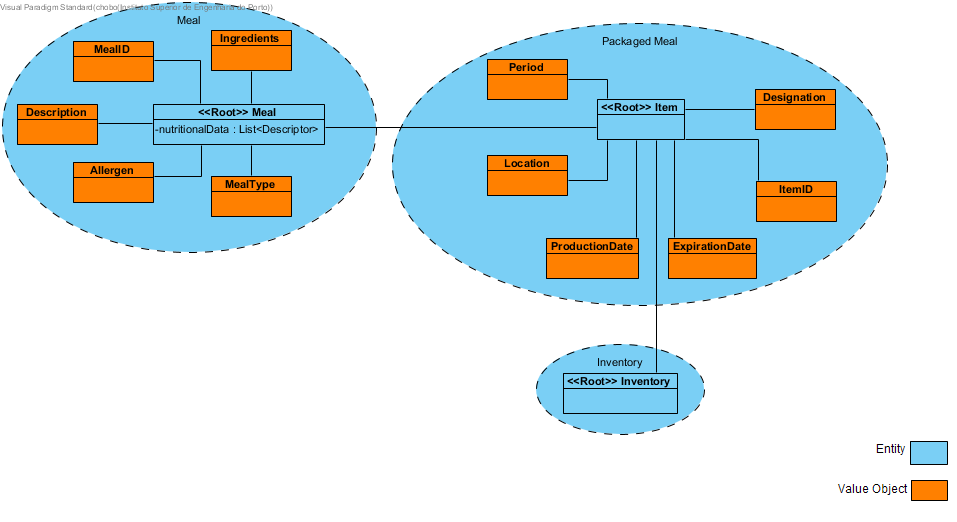 Visual Paradigm Standard(chobo(Instituto Superior de Engenharia do Porto))
Meal
MealID
Ingredients
Description
<<Root>> Meal
-nutritionalData : List<Descriptor>
Allergen
MealType
Packaged Meal
Period
<<Root>> Item
Designation
Location
ItemID
ProductionDate
ExpirationDate
Inventory
<<Root>> Inventory
Entity
Value Object